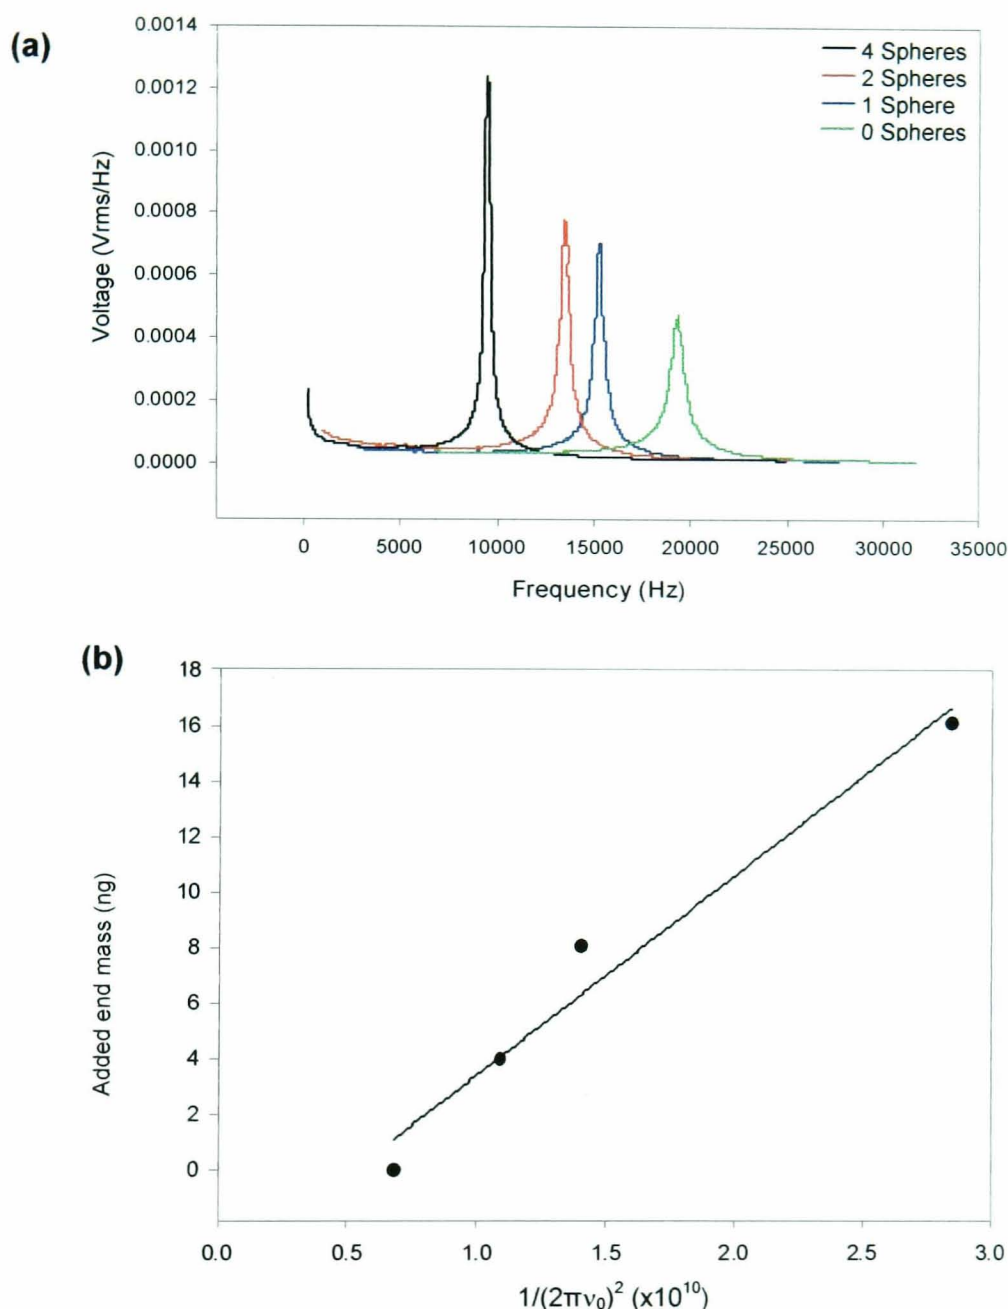 (a)
0.0014
0.0012
0.0010
0.0008
0.0006
0.0004
0.0002
0.0000
Voltage (Vrms/Hz)
4 Spheres
2 Spheres
1 Sphere
0 Spheres
0 5000 10000 15000 20000 25000 30000 35000
Frequency (Hz)
(b)
18
16
14
12
10
8
6
4
2
0
Added end mass (ng)
0.0 0.5 1.0 1.5 2.0 2.5 3.0
1/(2πν₀)² (x10¹⁰)